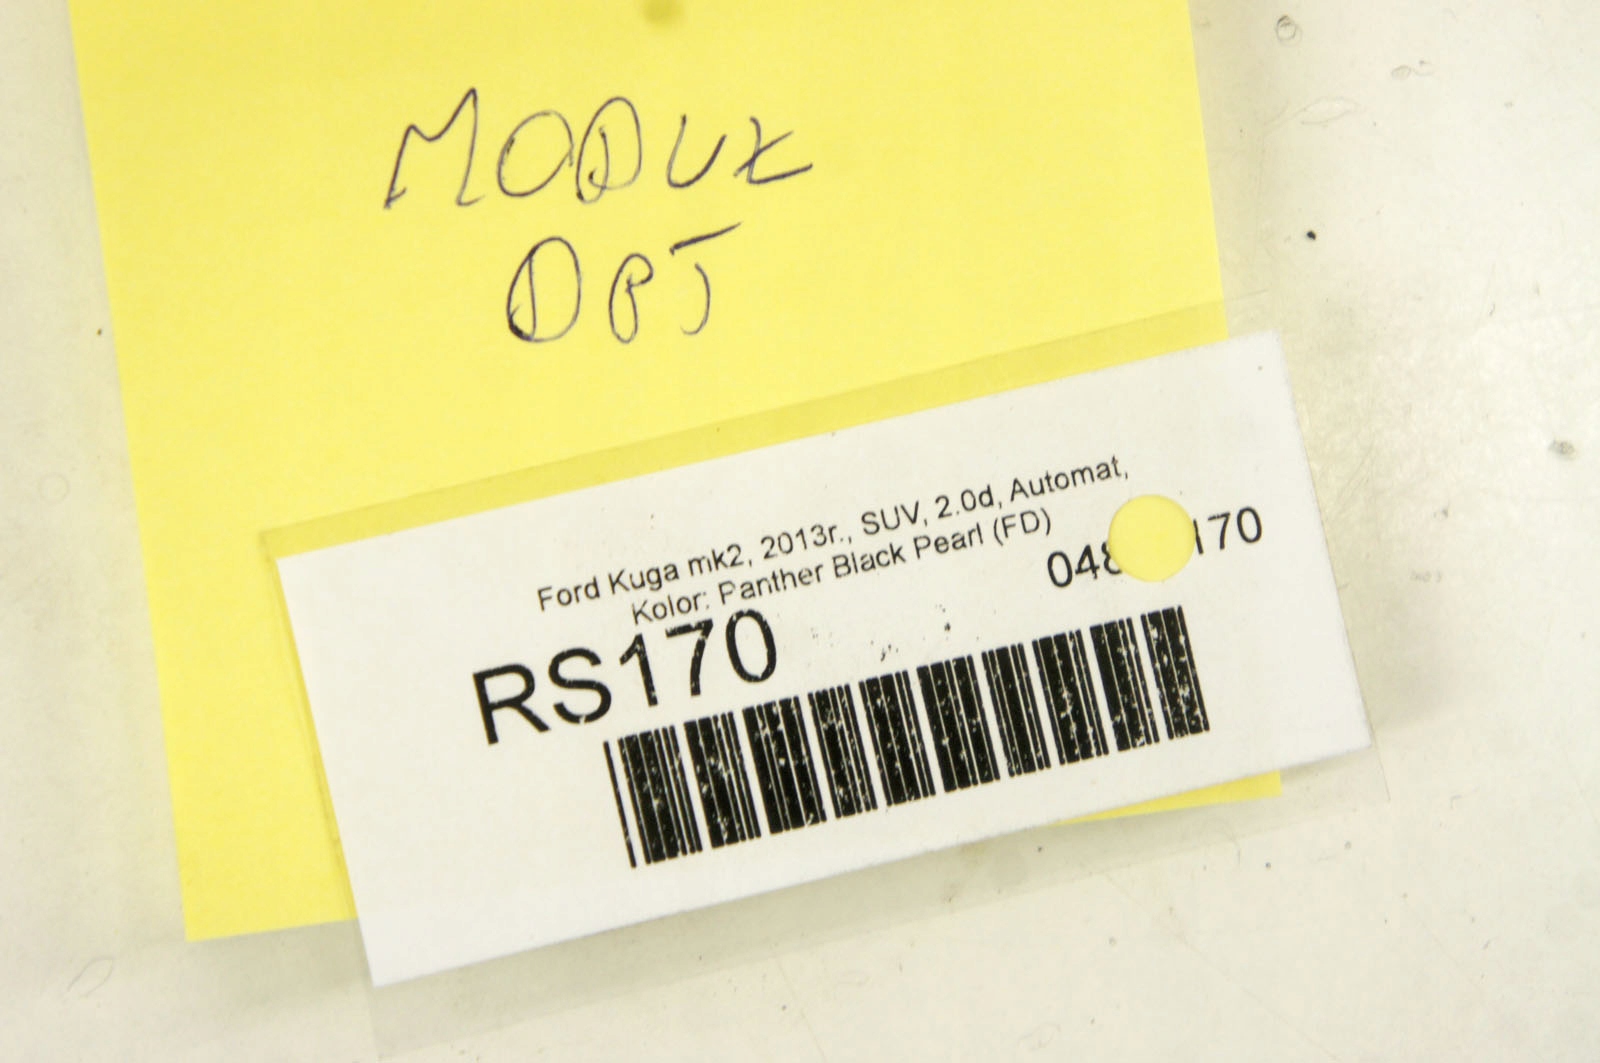 MODUŁ
DPJ
Ford Kuga mk2, 2013r., SUV, 2.0d, Automat,
Kolor: Panther Black Pearl (FD)
RS170